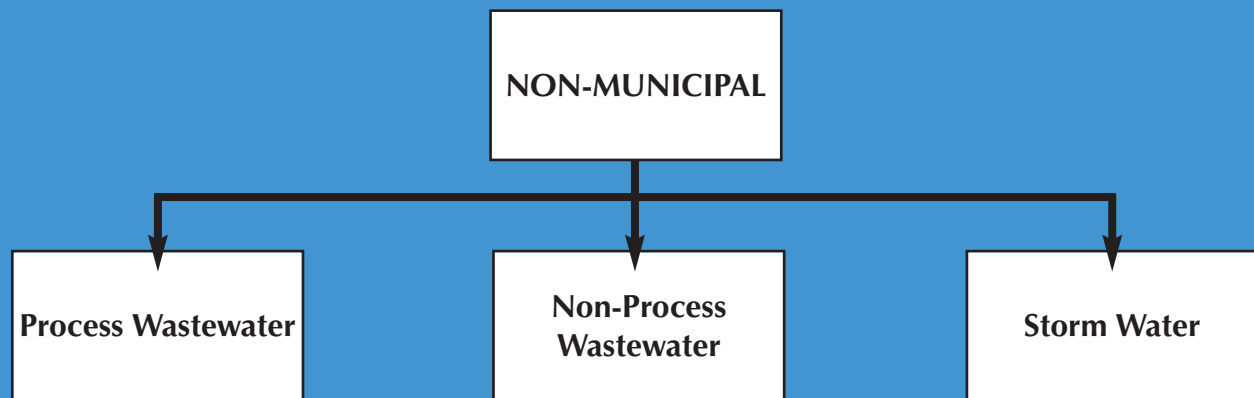 NON-MUNICIPAL
Process Wastewater
Non-Process
Wastewater
Storm Water